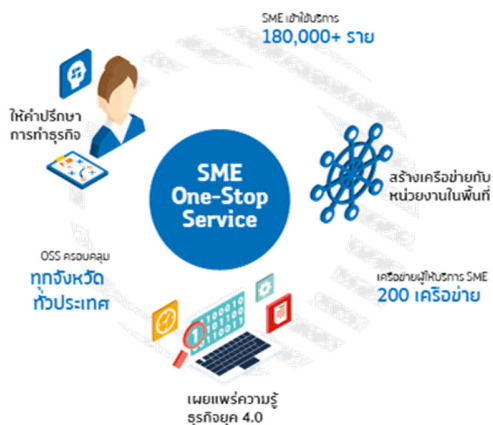 SME เข้าใช้บริการ
180,000+ ราย
ให้คำปรึกษา
การทำธุรกิจ
SME
One-Stop
Service
สร้างเครือข่ายกับ
หน่วยงานในพื้นที่
OSS ครอบคลุม
ทุกจังหวัด
ทั่วประเทศ
เครือข่ายผู้ให้บริการ SME
200 เครือข่าย
เผยแพร่ความรู้
ธุรกิจยุค 4.0